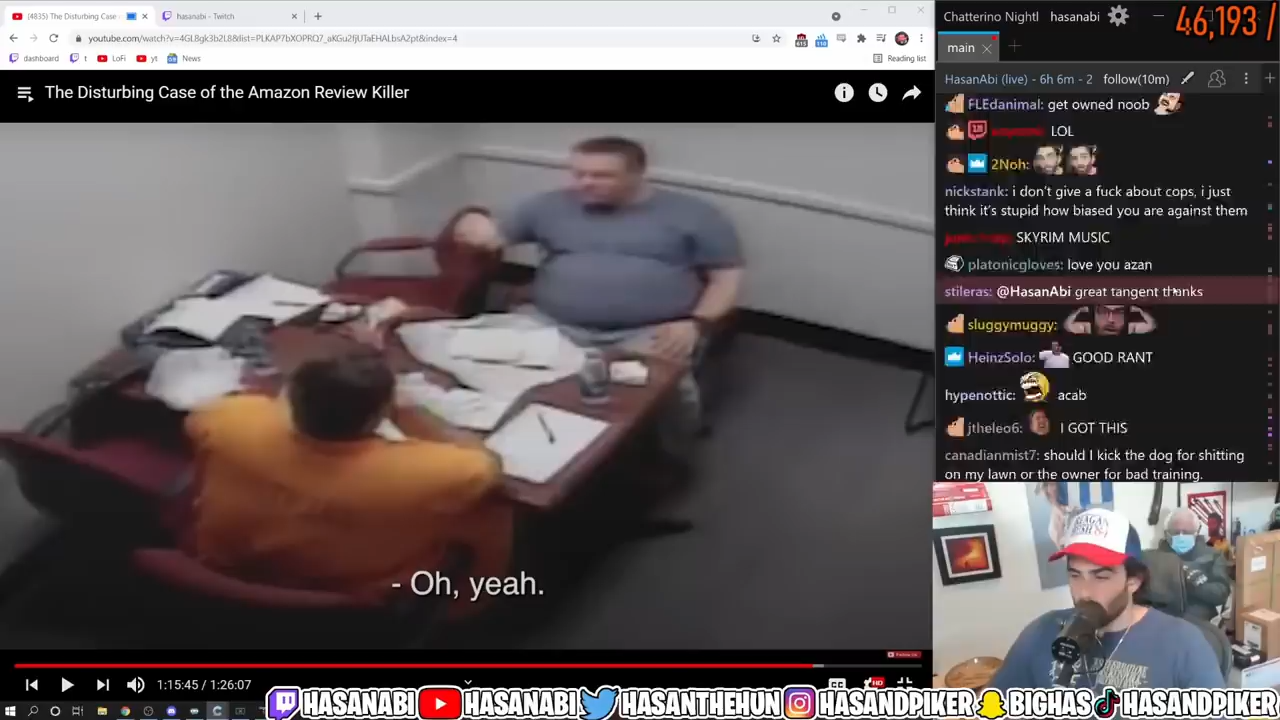 (4835) The Disturbing Case
hasanabi - Twitch
youtube.com/watch?v=4GL8gk3b2L8&list=PLKAP7bXOPRQ7_aKGu2fjUTaEHALbsA2pt&index=4
dashboard
t
LoFi
yt
News
Reading list
The Disturbing Case of the Amazon Review Killer
- Oh, yeah.
1:15:45 / 1:26:07
Chatterino Nightl
hasanabi
46,193 /
main
HasanAbi (live) - 6h 6m - 2
follow(10m)
FLEdanimal: get owned noob
LOL
2Noh:
nickstank: i don't give a fuck about cops, i just
think it's stupid how biased you are against them
SKYRIM MUSIC
platonicgloves: love you azan
stileras: @HasanAbi great tangent thanks
sluggymuggy:
HeinzSolo: GOOD RANT
hypenottic: acab
jtheleo6: I GOT THIS
canadianmist7: should I kick the dog for shitting
on my lawn or the owner for bad training.
HASANABI HASANABI HASANTHEHUN HASANDPIKER BIGHAS HASANDPIKER